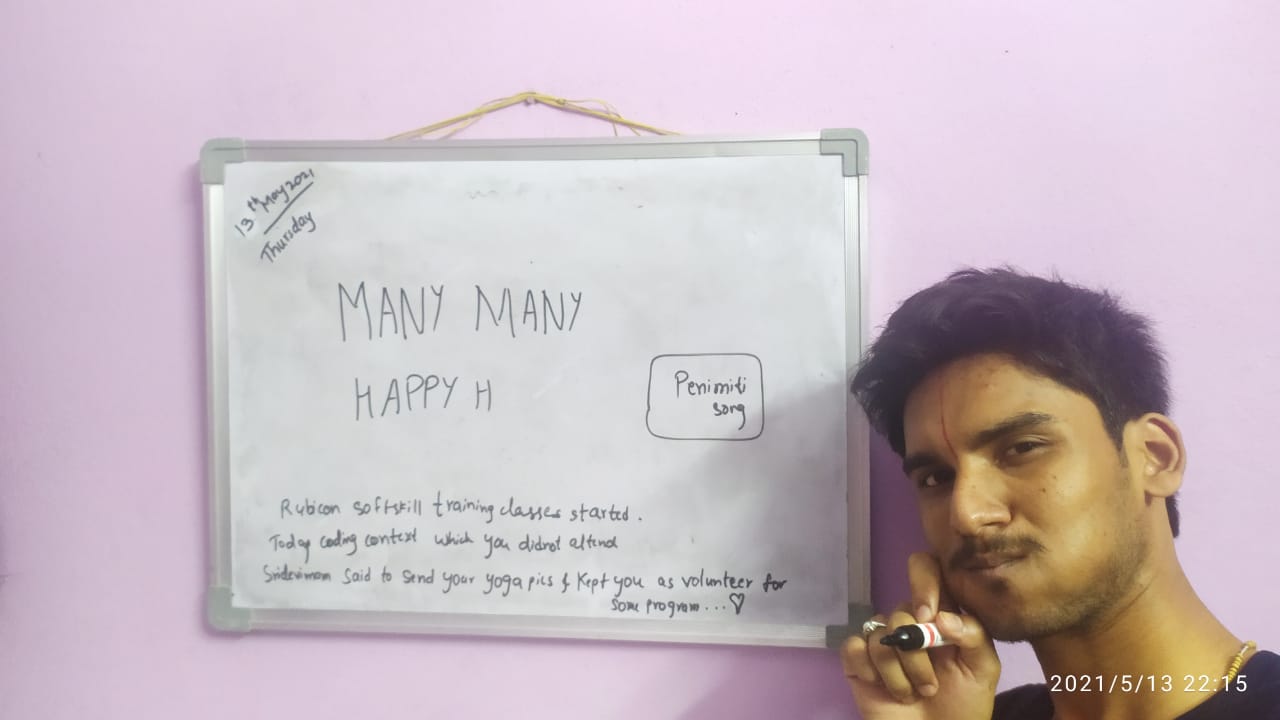 13th May 2021
Thursday
MANY MANY
HAPPY H
Penimiti
song
Rubicon softskill training classes started.
Today coding context which you didnot attend
Sridevimam said to send your yoga pics & kept you as volunteer for
some program...♡
2021/5/13 22:15